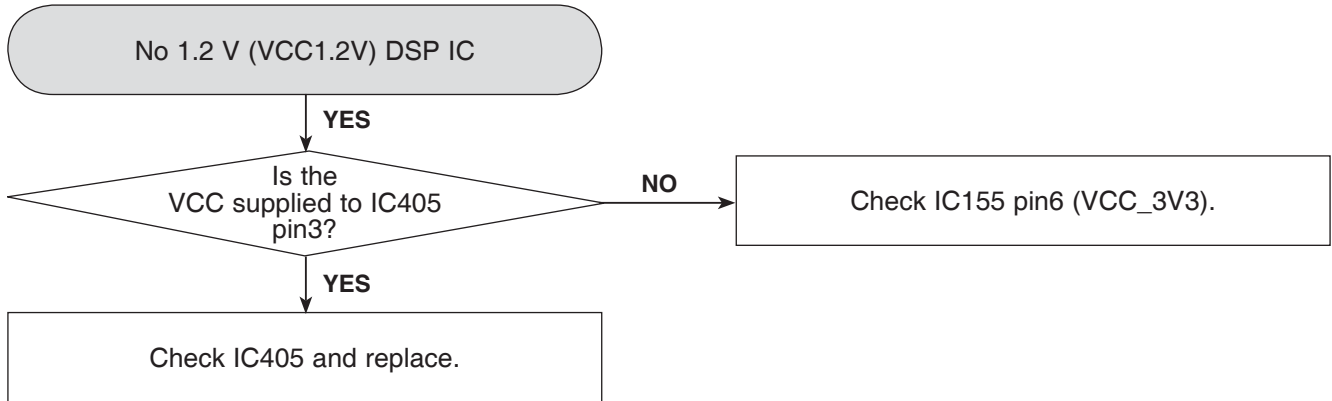 No 1.2 V (VCC1.2V) DSP IC
YES
Is the
VCC supplied to IC405
pin3?
NO
Check IC155 pin6 (VCC_3V3).
YES
Check IC405 and replace.